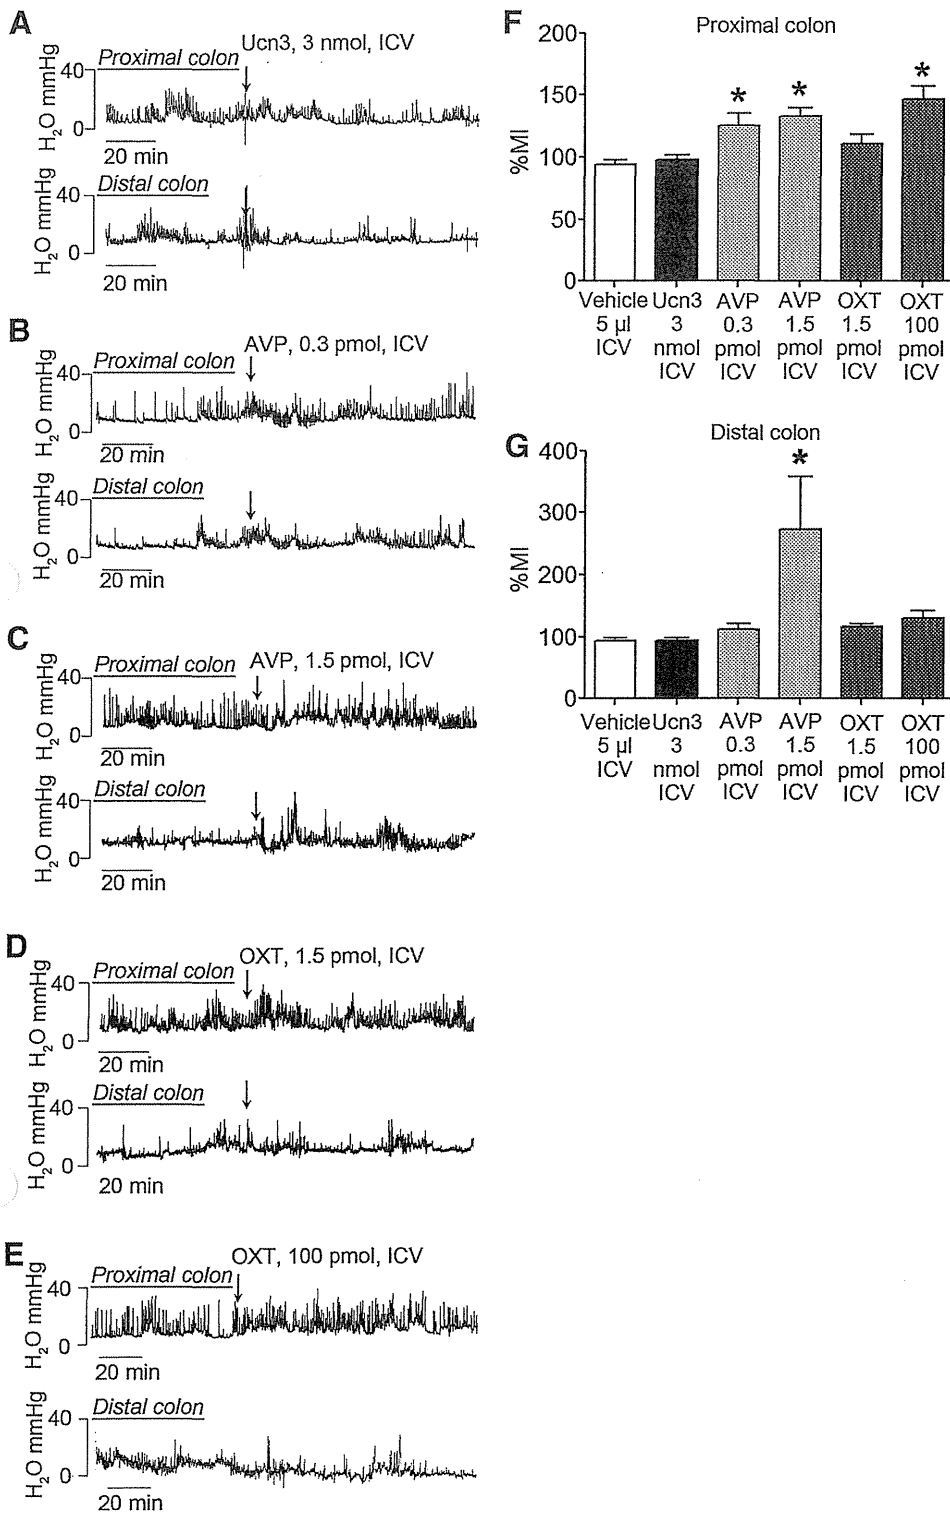 A
Ucn3, 3 nmol, ICV
Proximal colon
H2O mmHg
40
0
20 min
Distal colon
H2O mmHg
40
0
20 min
B
AVP, 0.3 pmol, ICV
Proximal colon
H2O mmHg
40
0
20 min
Distal colon
H2O mmHg
40
0
20 min
C
AVP, 1.5 pmol, ICV
Proximal colon
H2O mmHg
40
0
20 min
Distal colon
H2O mmHg
40
0
20 min
D
OXT, 1.5 pmol, ICV
Proximal colon
H2O mmHg
40
0
20 min
Distal colon
H2O mmHg
40
0
20 min
E
OXT, 100 pmol, ICV
Proximal colon
H2O mmHg
40
0
20 min
Distal colon
H2O mmHg
40
0
20 min
F
Proximal colon
%MI
200
150
100
50
0
* * *
Vehicle Ucn3 AVP AVP OXT OXT
5 µl 3 0.3 1.5 1.5 100
ICV nmol pmol pmol pmol pmol
ICV ICV ICV ICV ICV
G
Distal colon
%MI
400
300
200
100
0
*
Vehicle Ucn3 AVP AVP OXT OXT
5 µl 3 0.3 1.5 1.5 100
ICV nmol pmol pmol pmol pmol
ICV ICV ICV ICV ICV